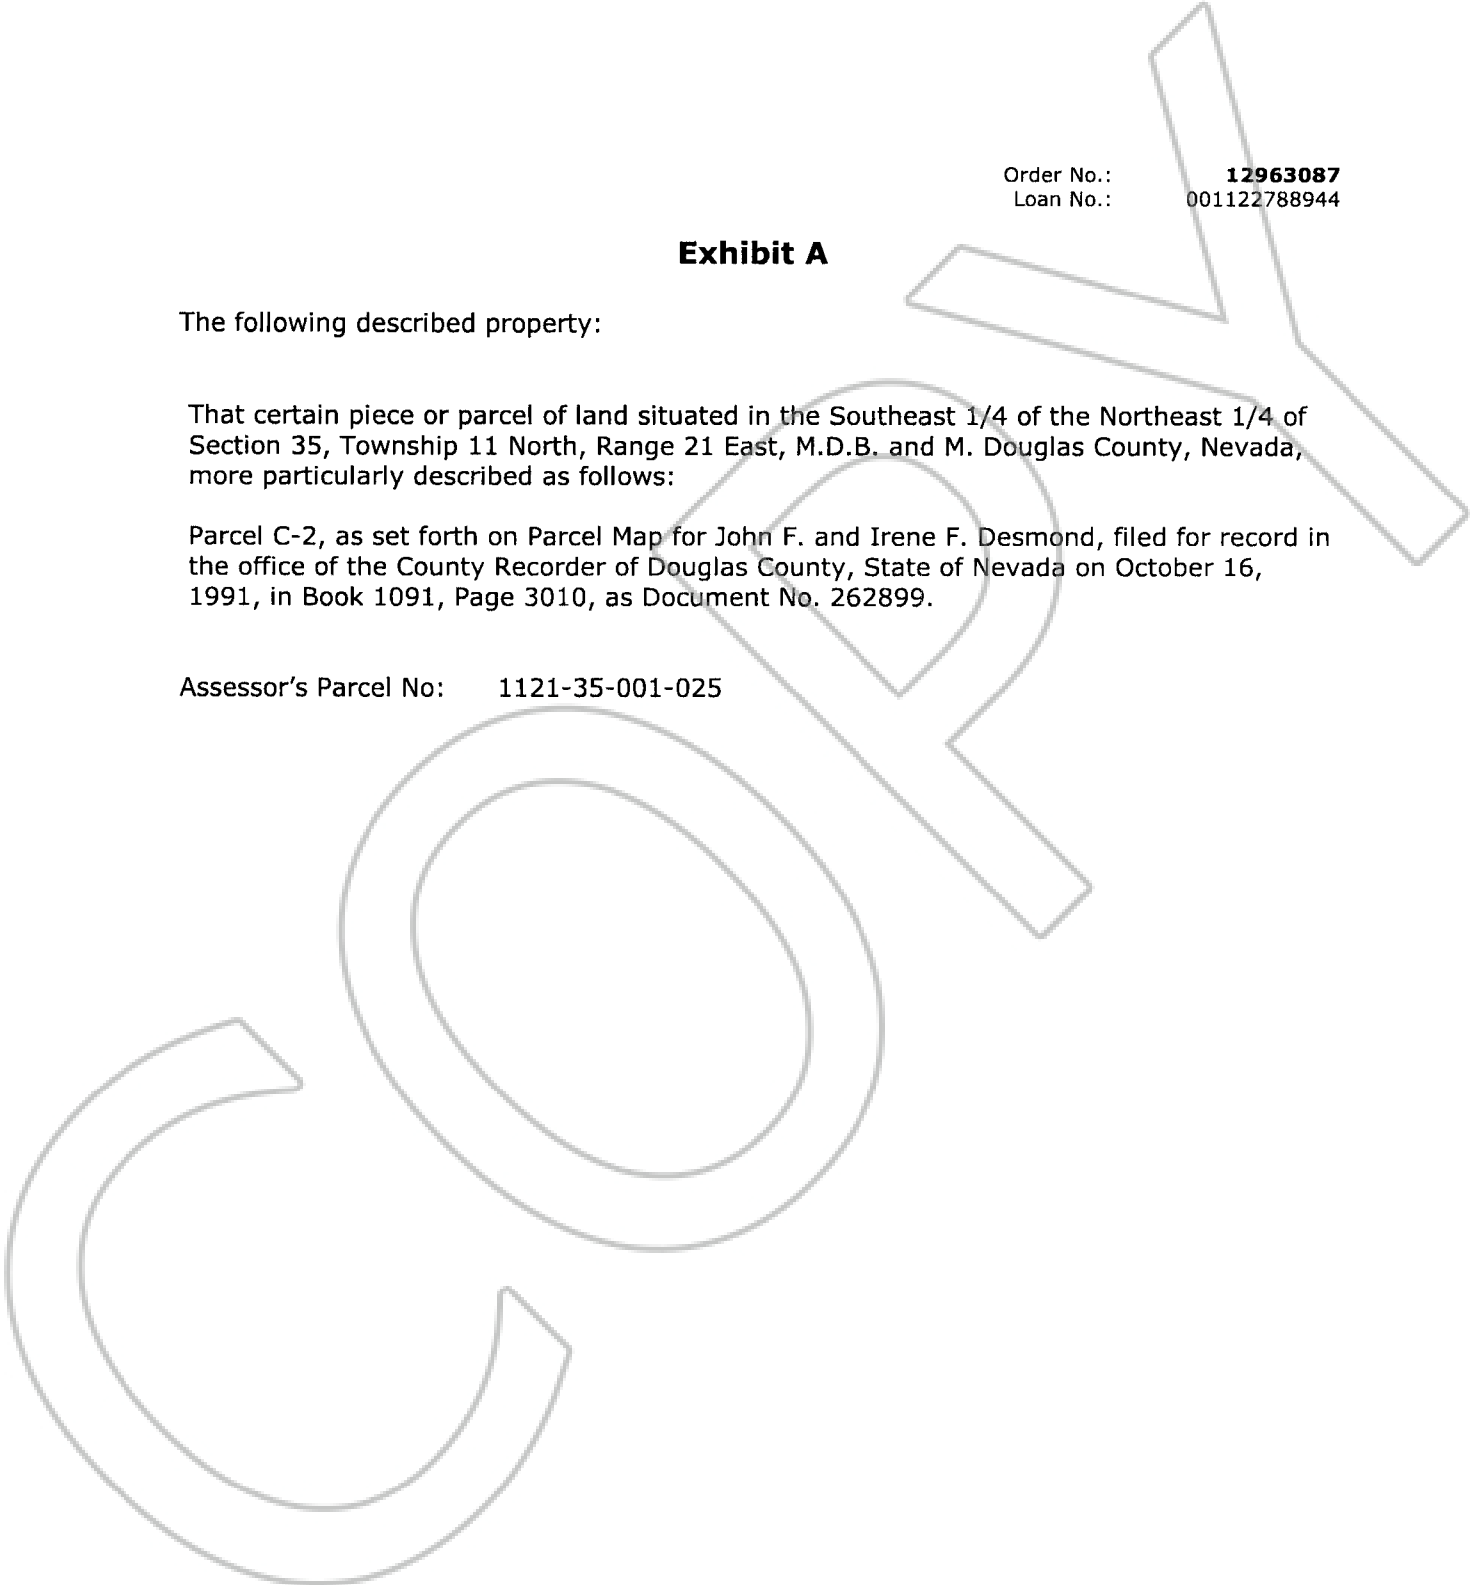 Order No.: 12963087
Loan No.: 001122788944
Exhibit A
The following described property:
That certain piece or parcel of land situated in the Southeast 1/4 of the Northeast 1/4 of
Section 35, Township 11 North, Range 21 East, M.D.B. and M. Douglas County, Nevada,
more particularly described as follows:
Parcel C-2, as set forth on Parcel Map for John F. and Irene F. Desmond, filed for record in
the office of the County Recorder of Douglas County, State of Nevada on October 16,
1991, in Book 1091, Page 3010, as Document No. 262899.
Assessor's Parcel No: 1121-35-001-025
COPY